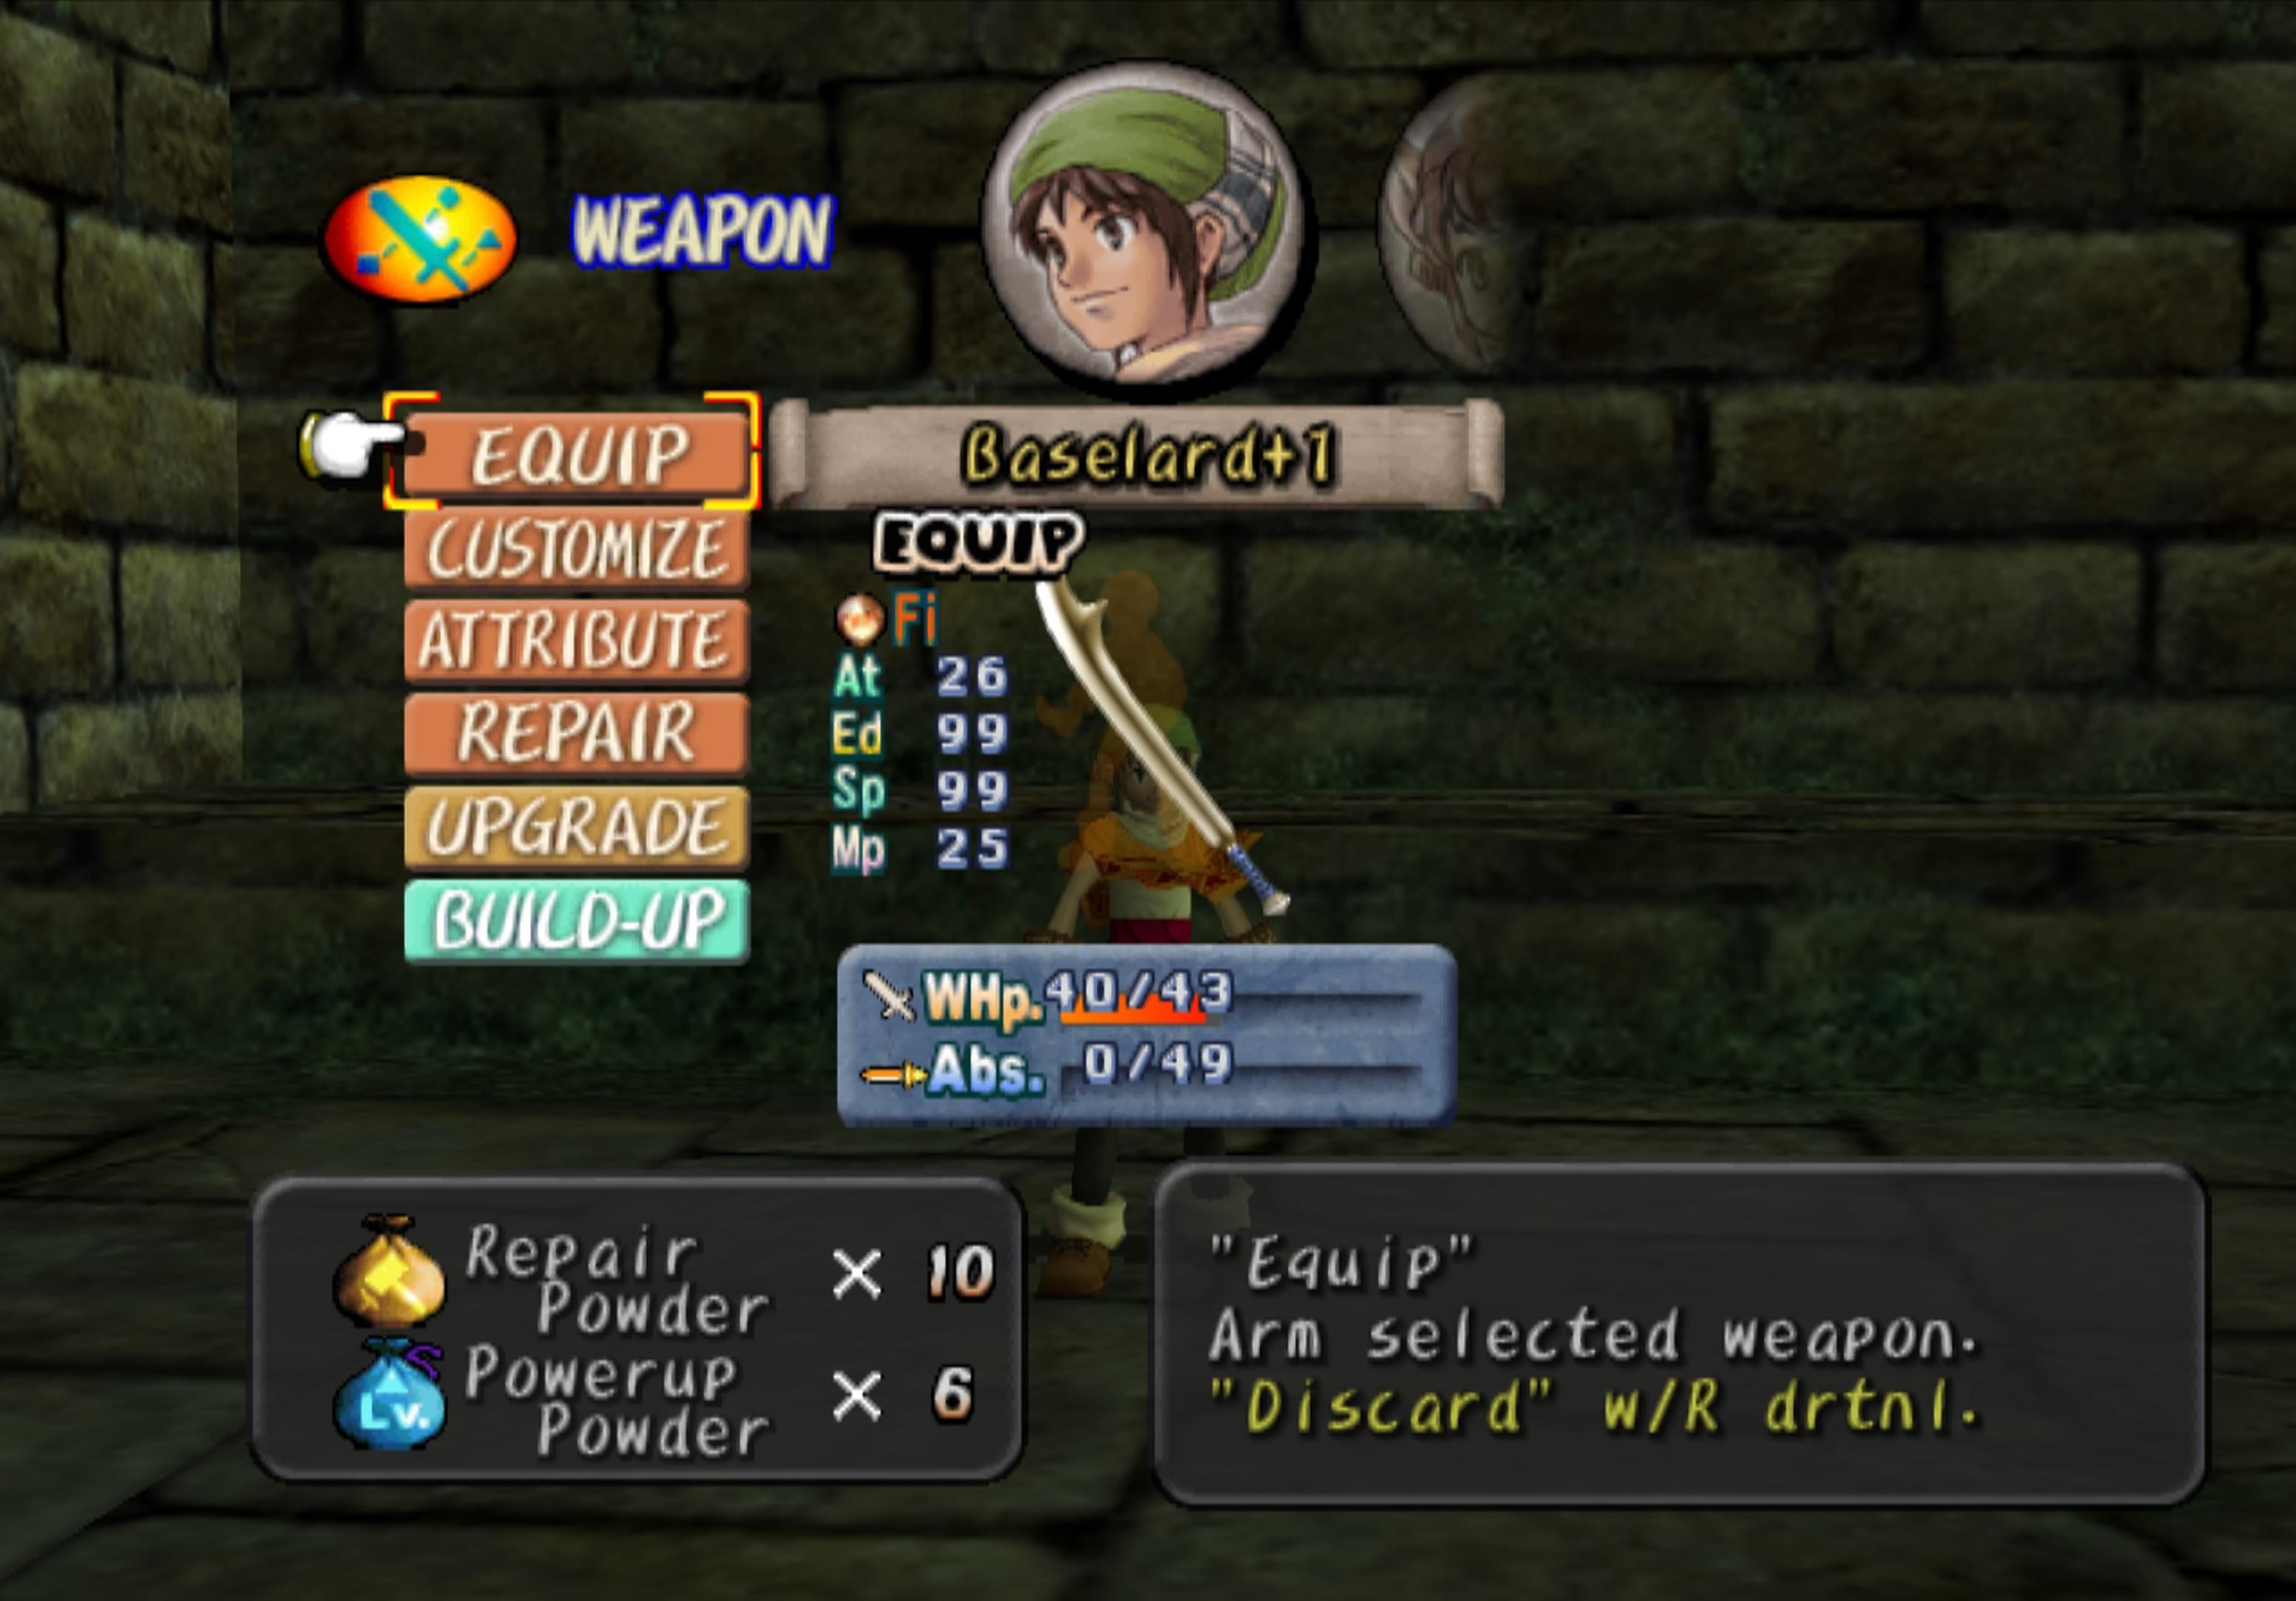 WEAPON
EQUIP
CUSTOMIZE
ATTRIBUTE
REPAIR
UPGRADE
BUILD-UP
Baselard+1
EQUIP
Fi
At 26
Ed 99
Sp 99
Mp 25
WHp. 40/43
Abs. 0/49
Repair
Powder × 10
Lv.
Powerup
Powder × 6
"Equip"
Arm selected weapon.
"Discard" w/R drtnl.